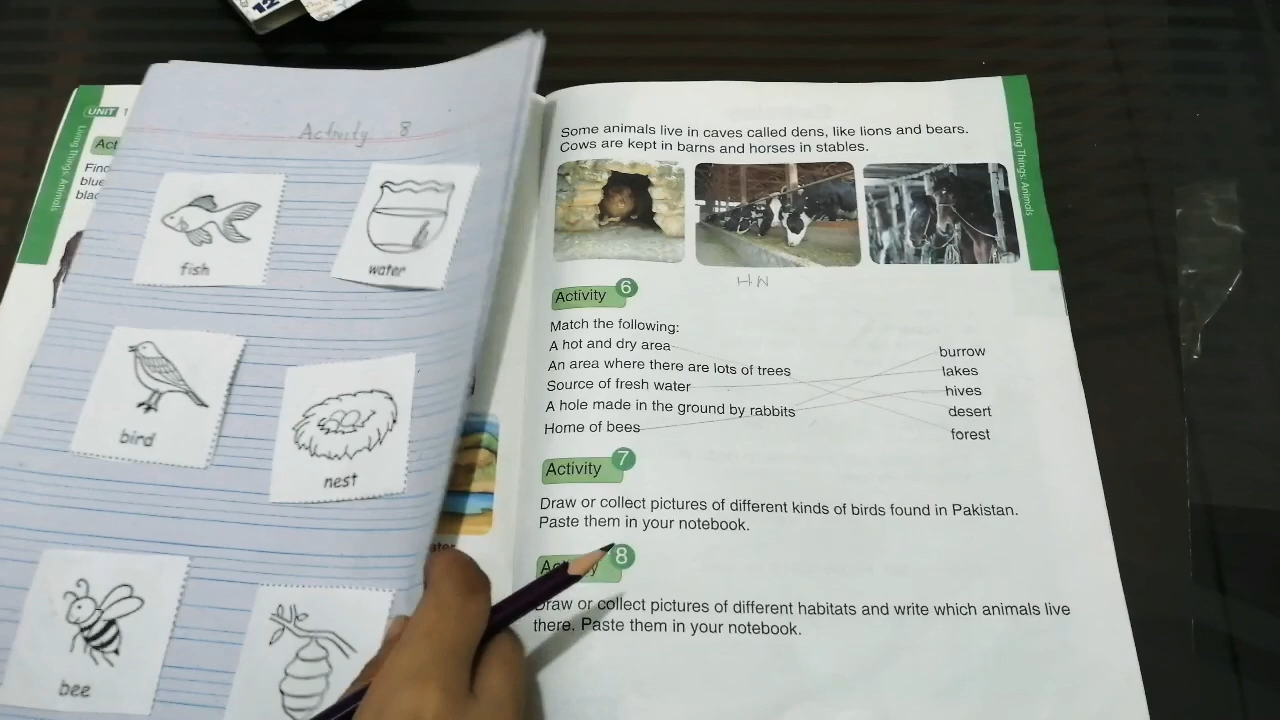 12
UNIT 1
Living Things: Animals
Act
Find
blue
blac
Activity 8
fish
water
bird
nest
bee
Some animals live in caves called dens, like lions and bears.
Cows are kept in barns and horses in stables.
Living Things: Animals
HW
Activity 6
Match the following:
A hot and dry area
An area where there are lots of trees
Source of fresh water
A hole made in the ground by rabbits
Home of bees
burrow
lakes
hives
desert
forest
Activity 7
Draw or collect pictures of different kinds of birds found in Pakistan.
Paste them in your notebook.
Activity 8
Draw or collect pictures of different habitats and write which animals live
there. Paste them in your notebook.